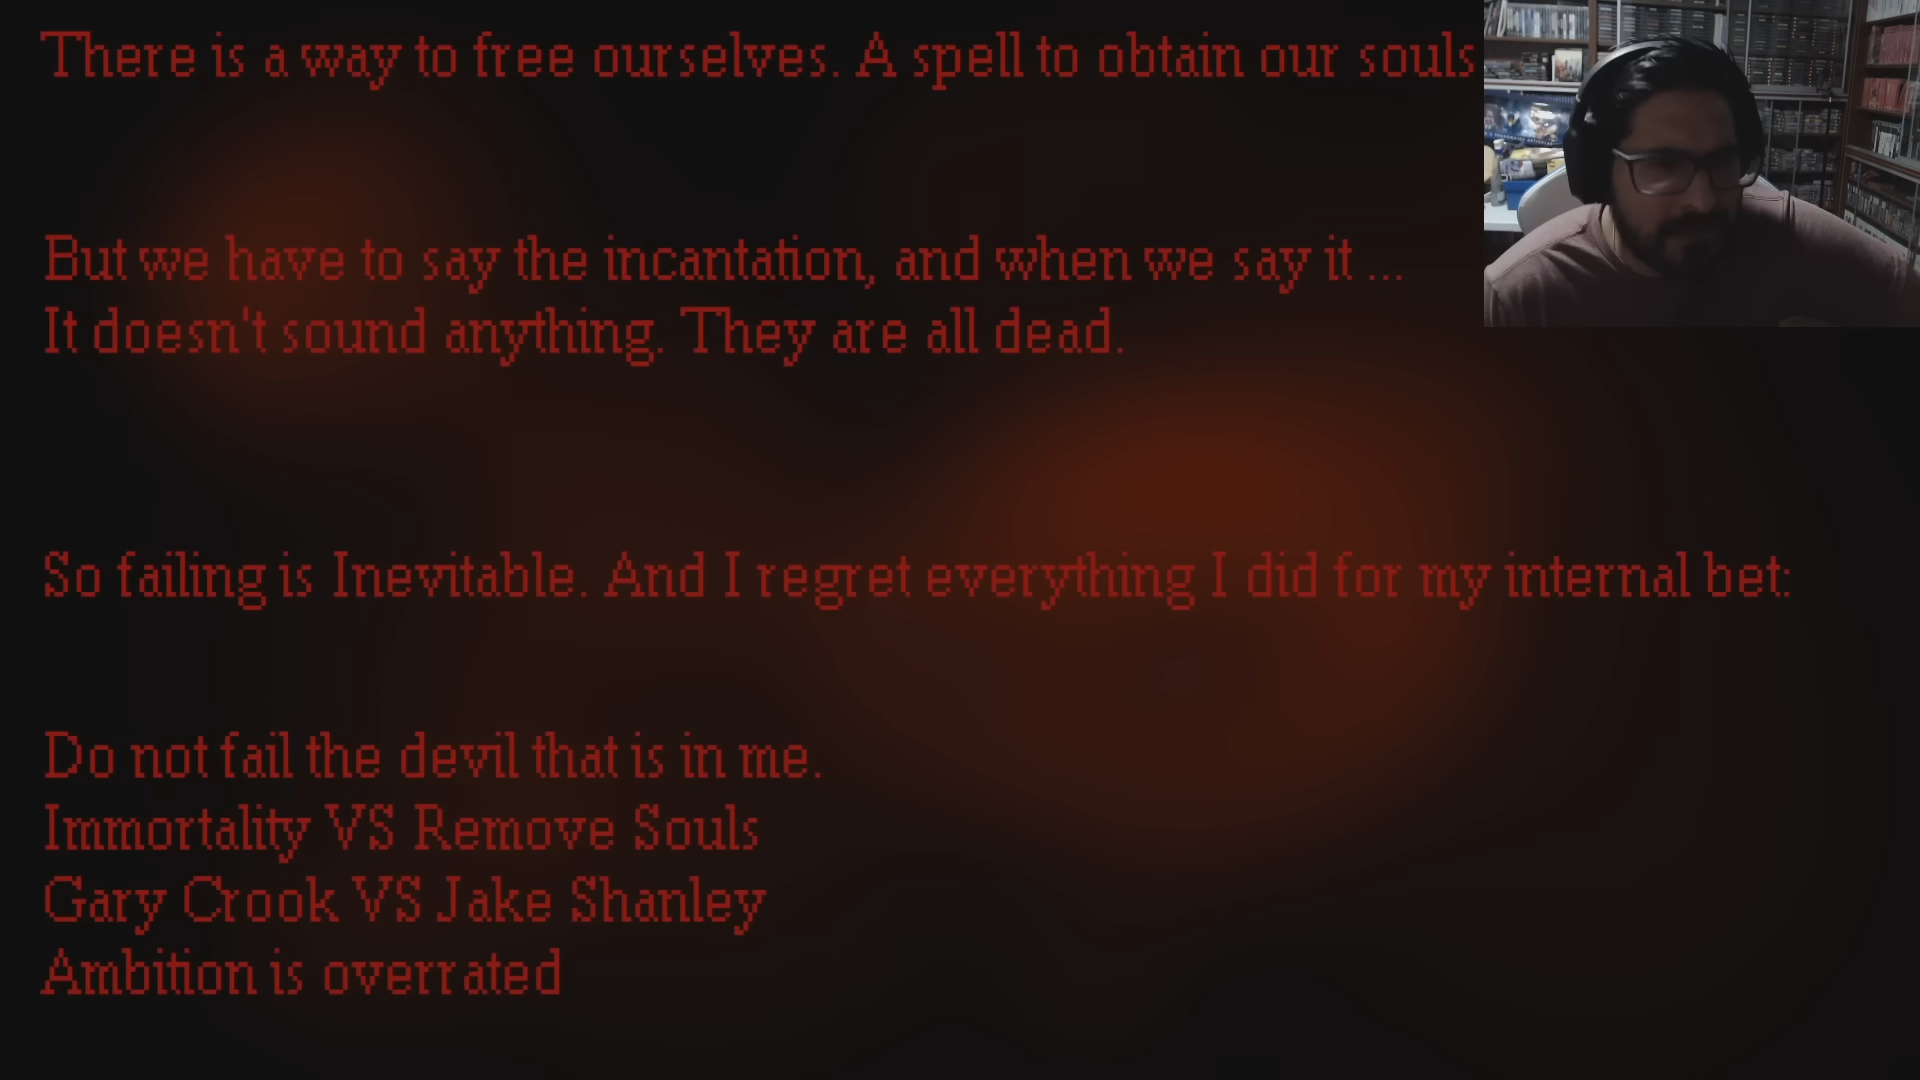 There is a way to free ourselves. A spell to obtain our souls
But we have to say the incantation, and when we say it ...
It doesn't sound anything. They are all dead.
So failing is Inevitable. And I regret everything I did for my internal bet:
Do not fail the devil that is in me.
Immortality VS Remove Souls
Gary Crook VS Jake Shanley
Ambition is overrated